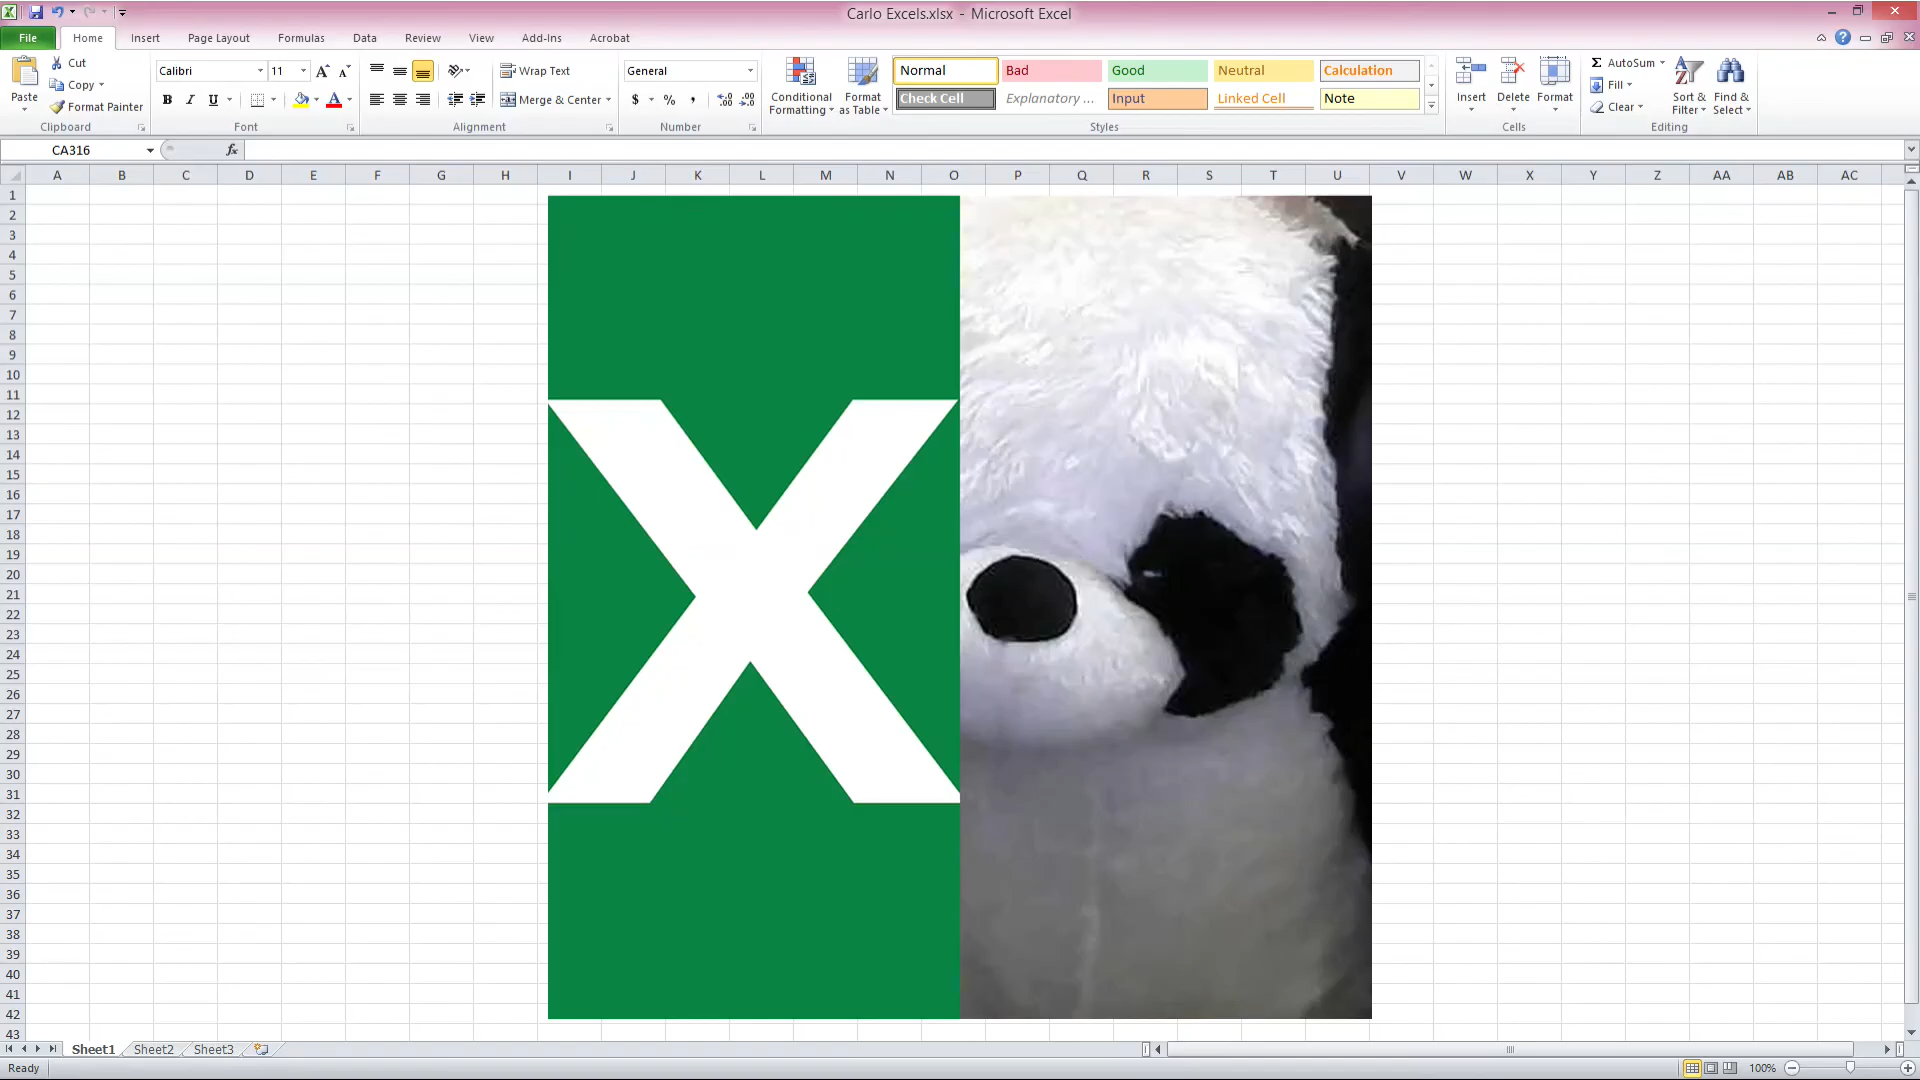 Carlo Excels.xlsx - Microsoft Excel
File Home Insert Page Layout Formulas Data Review View Add-Ins Acrobat
Paste
Cut
Copy
Format Painter
Clipboard
Calibri 11
B I U
Font
Wrap Text
Merge & Center
Alignment
General
$ % ,
Number
Conditional Formatting
Format as Table
Normal Bad Good Neutral Calculation
Check Cell Explanatory ... Input Linked Cell Note
Styles
Insert Delete Format
Cells
Σ AutoSum
Fill
Clear
Sort & Filter
Find & Select
Editing
CA316 fx
A B C D E F G H I J K L M N O P Q R S T U V W X Y Z AA AB AC
1
2
3
4
5
6
7
8
9
10
11
12
13
14
15
16
17
18
19
20
21
22
23
24
25
26
27
28
29
30
31
32
33
34
35
36
37
38
39
40
41
42
43
X
Sheet1 Sheet2 Sheet3
Ready 100%